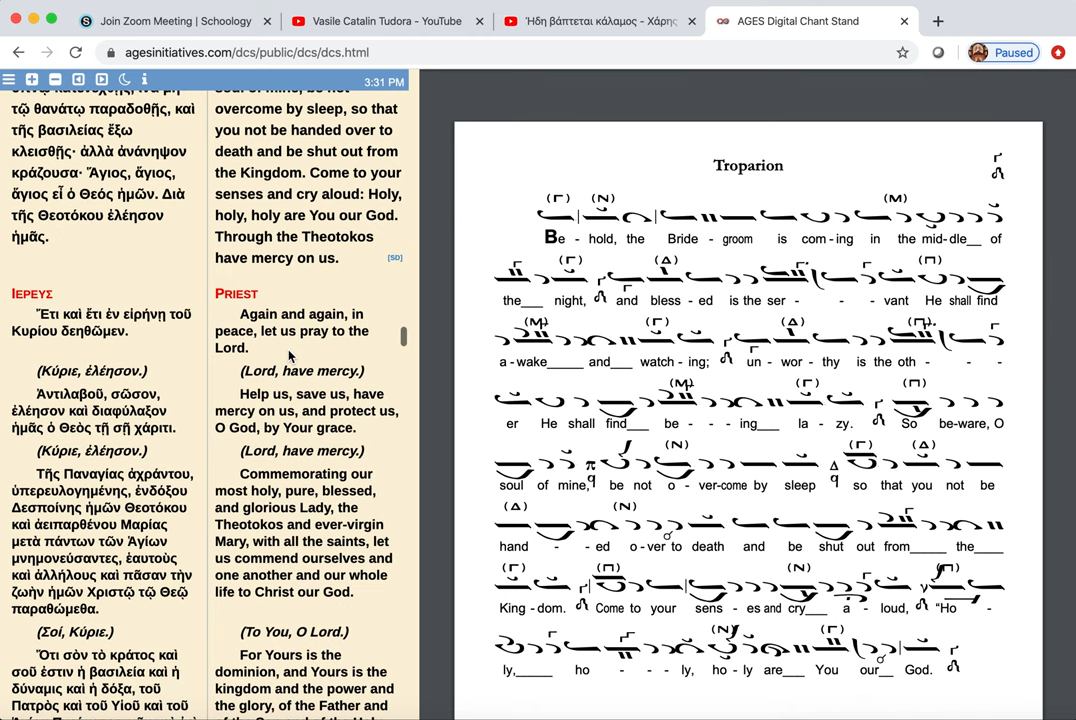 Join Zoom Meeting | Schoology
Vasile Catalin Tudora - YouTube
Ἤδη βάπτεται κάλαμος - Χάρης
AGES Digital Chant Stand
agesinitiatives.com/dcs/public/dcs/dcs.html
Paused
3:31 PM
τῷ θανάτῳ παραδοθῇς, καὶ
τῆς βασιλείας ἔξω
κλεισθῇς· ἀλλὰ ἀνάνηψον
κράζουσα· Ἅγιος, ἅγιος,
ἅγιος εἶ ὁ Θεός ἡμῶν. Διὰ
τῆς Θεοτόκου ἐλέησον
ἡμᾶς.
ΙΕΡΕΥΣ
Ἔτι καὶ ἔτι ἐν εἰρήνῃ τοῦ
Κυρίου δεηθῶμεν.
(Κύριε, ἐλέησον.)
Ἀντιλαβοῦ, σῶσον,
ἐλέησον καὶ διαφύλαξον
ἡμᾶς ὁ Θεὸς τῇ σῇ χάριτι.
(Κύριε, ἐλέησον.)
Τῆς Παναγίας ἀχράντου,
ὑπερευλογημένης, ἐνδόξου
Δεσποίνης ἡμῶν Θεοτόκου
καὶ ἀειπαρθένου Μαρίας
μετὰ πάντων τῶν Ἁγίων
μνημονεύσαντες, ἑαυτοὺς
καὶ ἀλλήλους καὶ πᾶσαν τὴν
ζωὴν ἡμῶν Χριστῷ τῷ Θεῷ
παραθώμεθα.
(Σοί, Κύριε.)
Ὅτι σὸν τὸ κράτος καὶ
σοῦ ἐστιν ἡ βασιλεία καὶ ἡ
δύναμις καὶ ἡ δόξα, τοῦ
Πατρὸς καὶ τοῦ Υἱοῦ καὶ τοῦ
overcome by sleep, so that
you not be handed over to
death and be shut out from
the Kingdom. Come to your
senses and cry aloud: Holy,
holy, holy are You our God.
Through the Theotokos
have mercy on us. [SD]
PRIEST
Again and again, in
peace, let us pray to the
Lord.
(Lord, have mercy.)
Help us, save us, have
mercy on us, and protect us,
O God, by Your grace.
(Lord, have mercy.)
Commemorating our
most holy, pure, blessed,
and glorious Lady, the
Theotokos and ever-virgin
Mary, with all the saints, let
us commend ourselves and
one another and our whole
life to Christ our God.
(To You, O Lord.)
For Yours is the
dominion, and Yours is the
kingdom and the power and
the glory, of the Father and
Troparion
Be - hold, the Bride - groom is com - ing in the mid - dle__ of
the___ night, and bless - ed is the ser - - - vant He shall find
a - wake_____ and___ watch - ing; un - wor - thy is the oth - - -
er He shall find___ be - - - ing___ la - zy. So be-ware, O
soul of mine, be not o - ver-come by sleep so that you not be
hand - - ed o - ver to death and be shut out from_____ the____
King - dom. Come to your sens - es and cry___ a - loud, “Ho -
ly,_____ ho - - - ly, ho - ly are___ You our__ God.